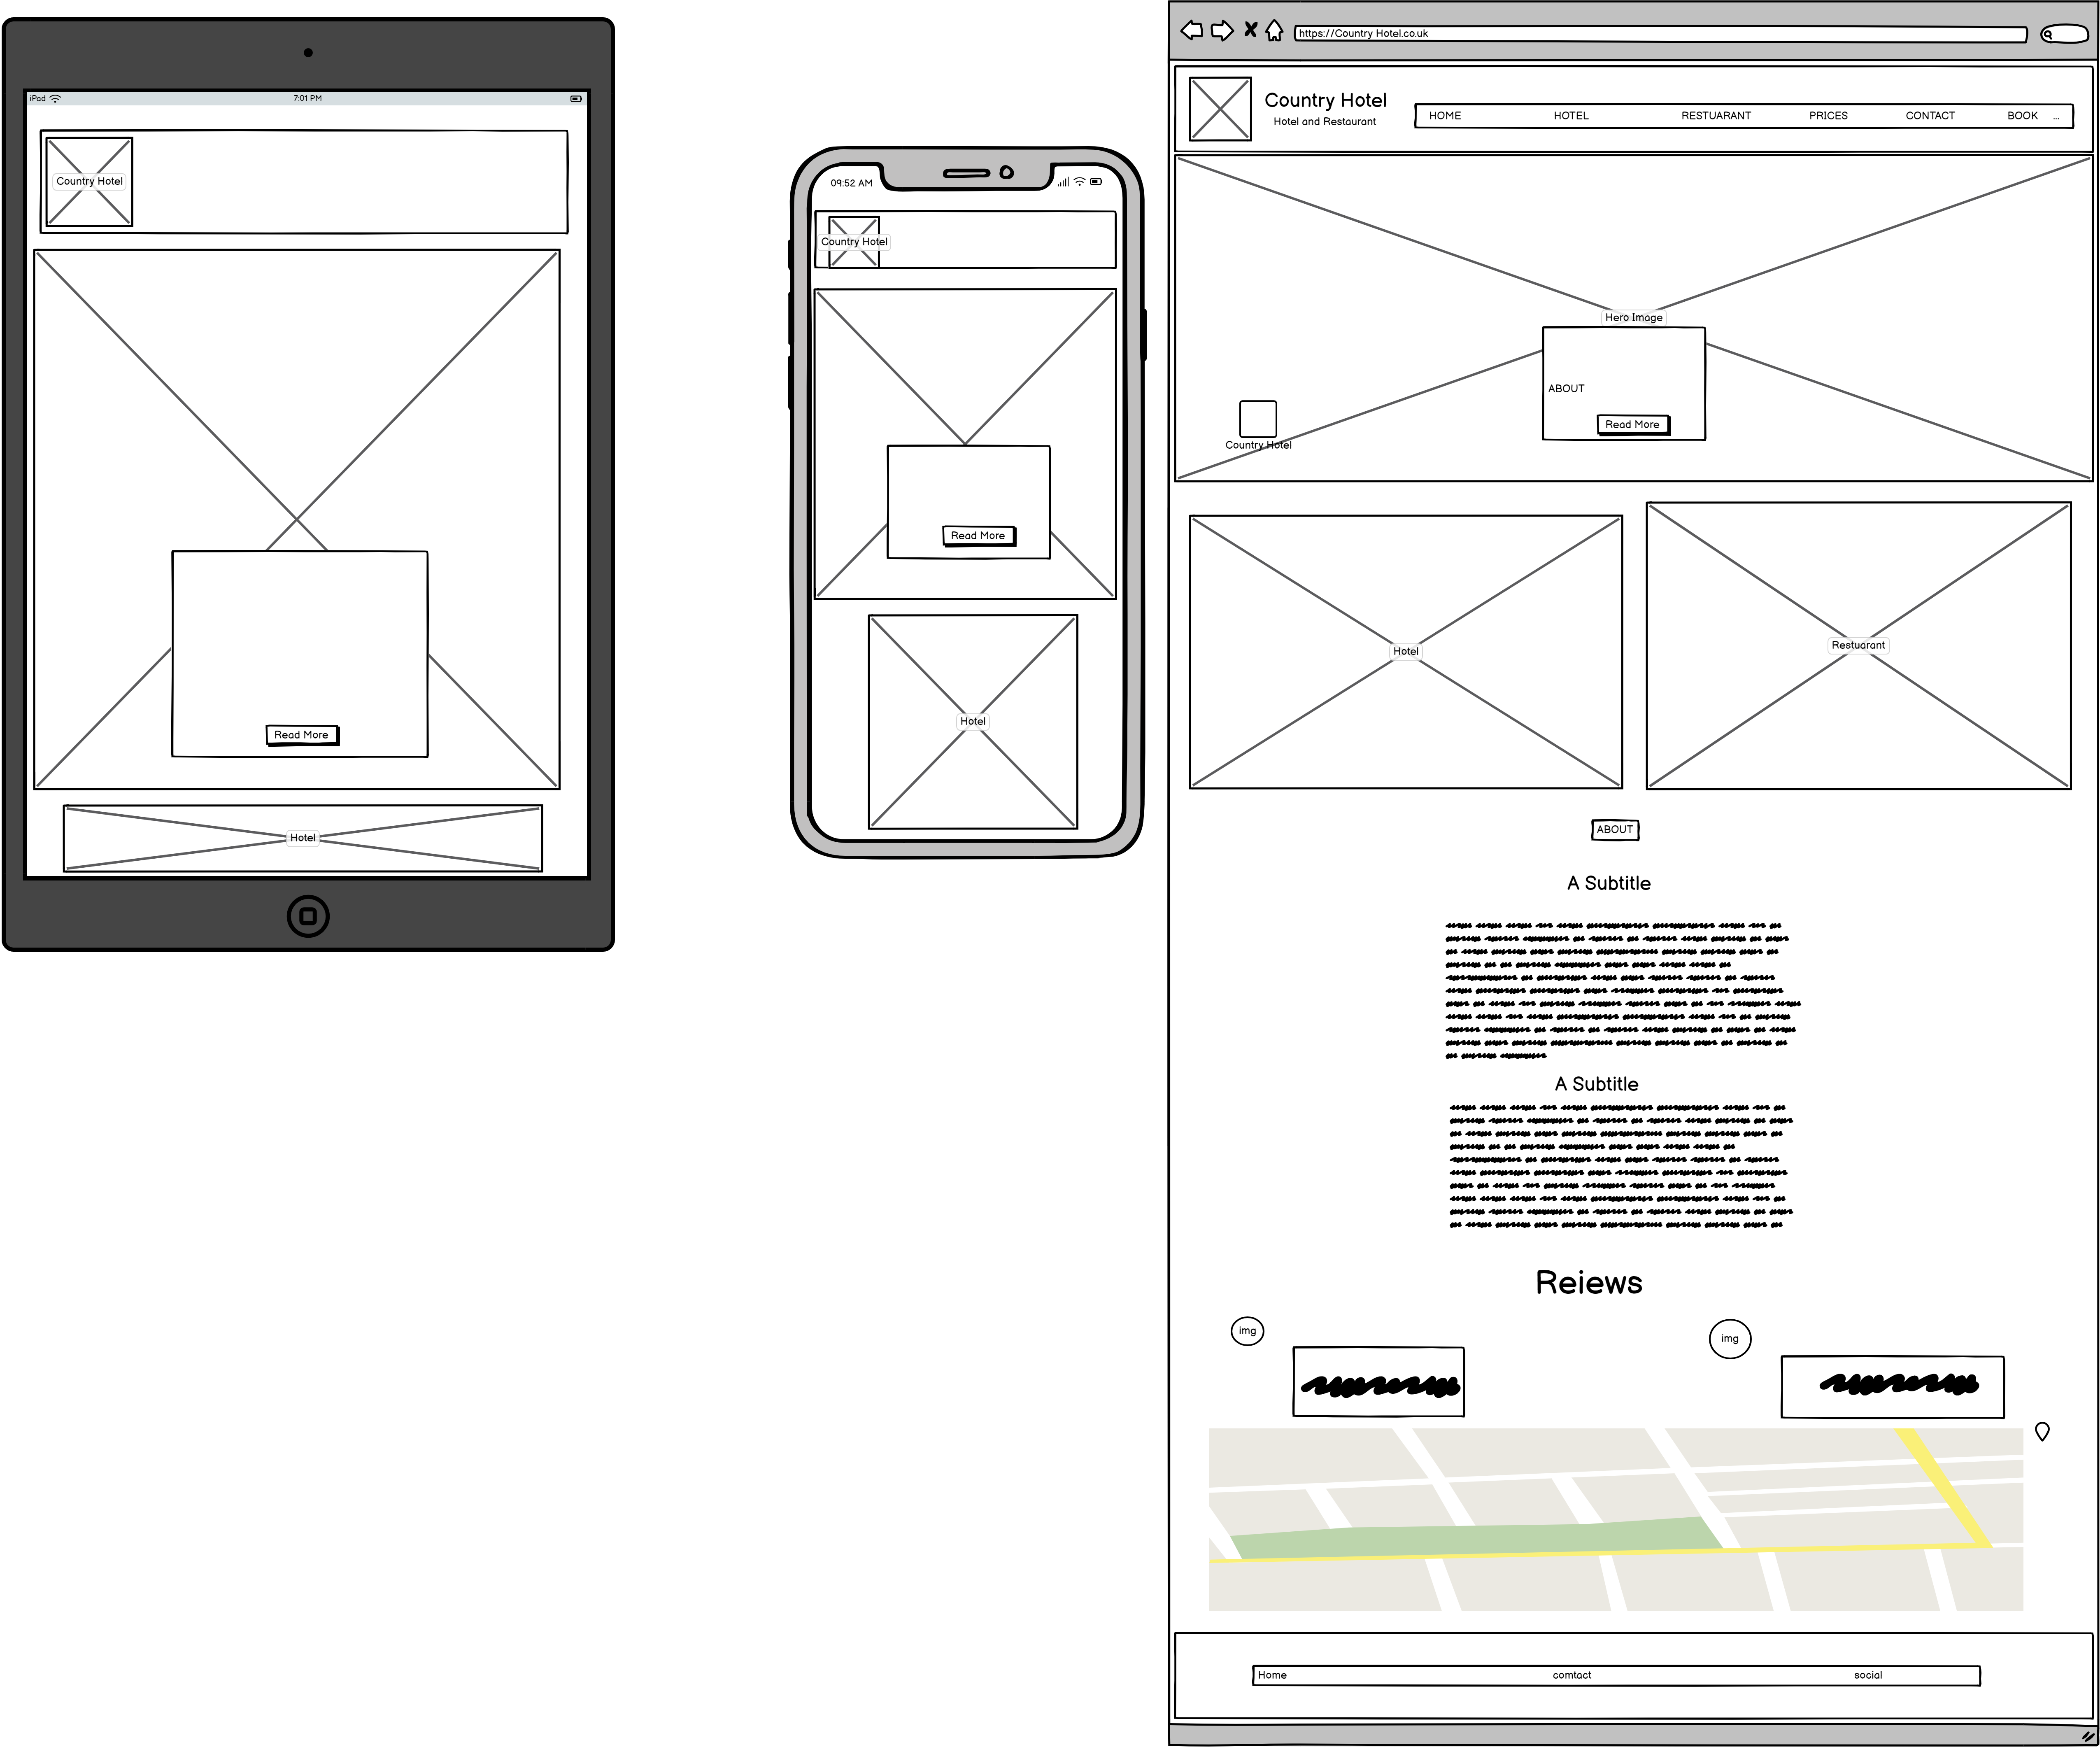 iPad
7:01 PM
Country Hotel
Read More
Hotel
09:52 AM
Country Hotel
Read More
Hotel
https://Country Hotel.co.uk
Country Hotel
Hotel and Restaurant
HOME HOTEL RESTUARANT PRICES CONTACT BOOK ...
Hero Image
ABOUT
Read More
Country Hotel
Hotel
Restuarant
ABOUT
A Subtitle
A Subtitle
Reiews
img
img
Home comtact social